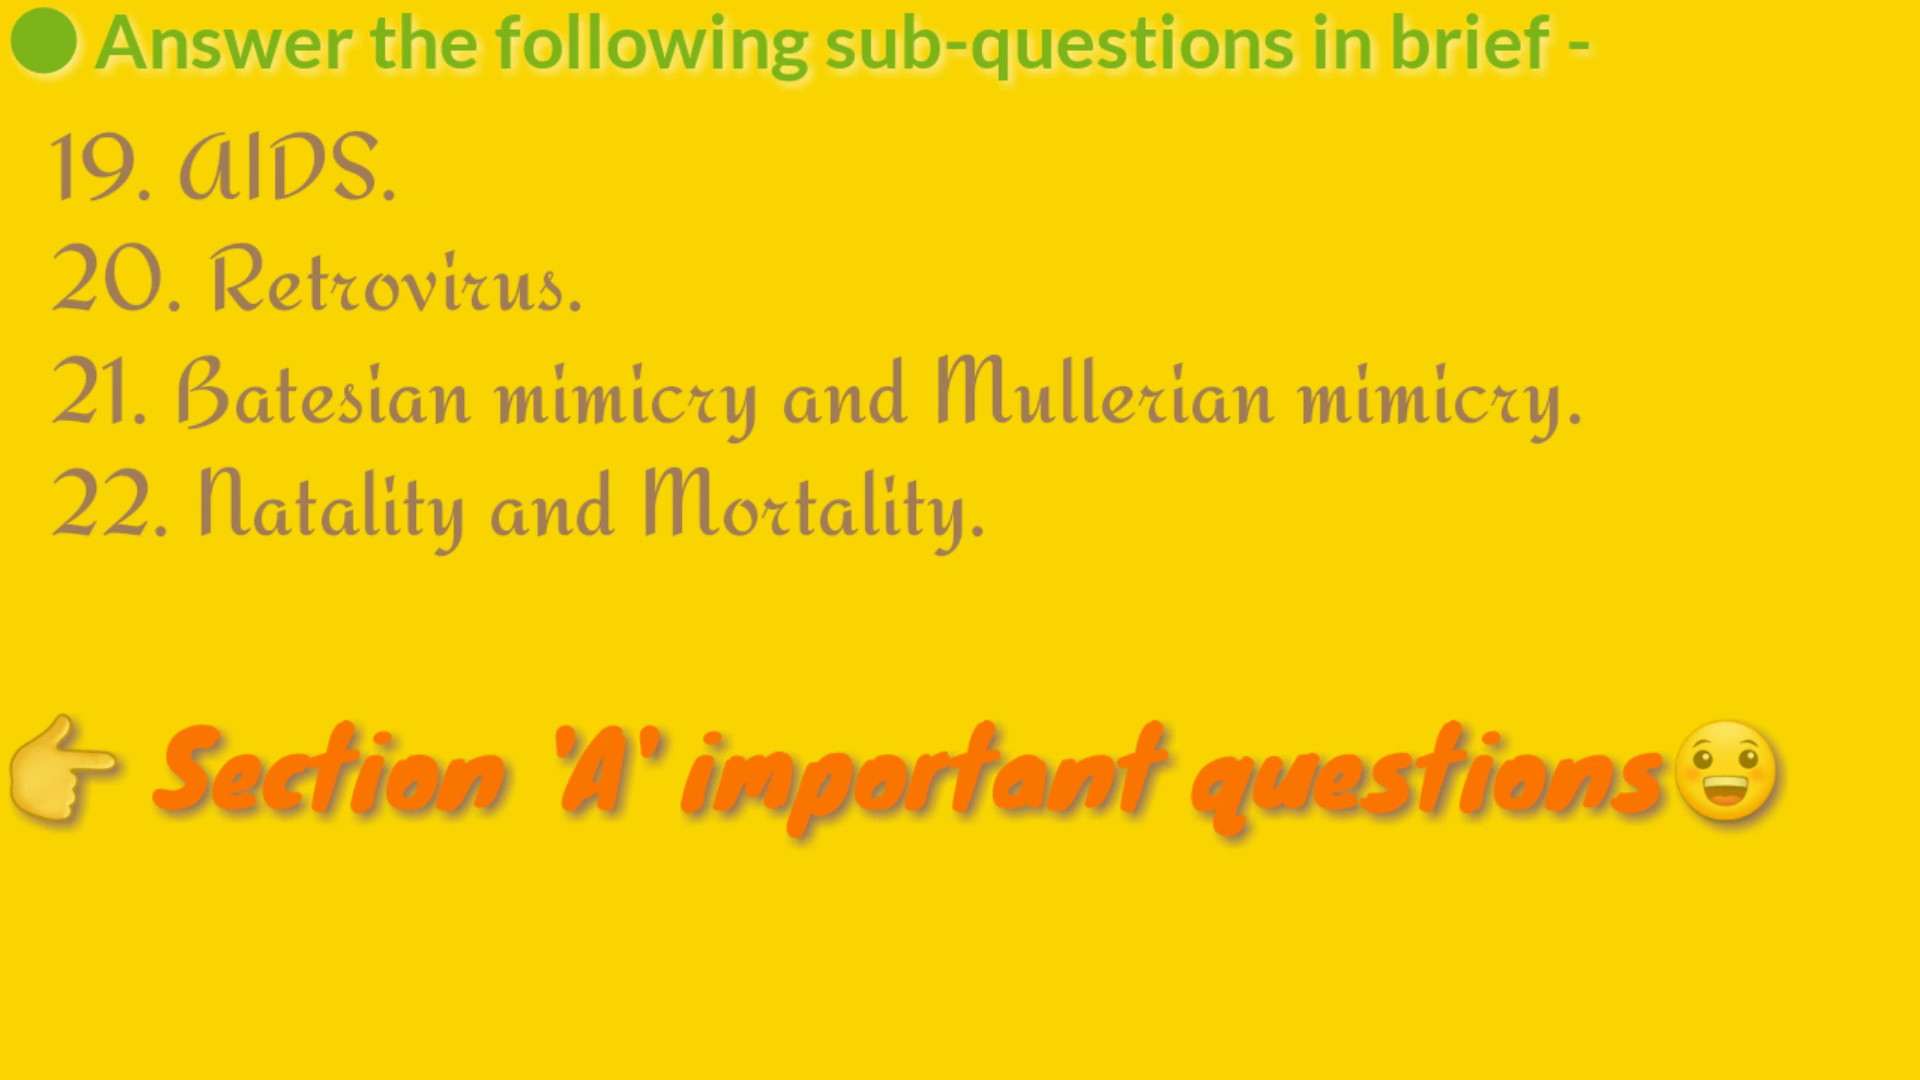 Answer the following sub-questions in brief -
19. AIDS.
20. Retrovirus.
21. Batesian mimicry and Mullerian mimicry.
22. Natality and Mortality.
👉 Section 'A' important questions😀